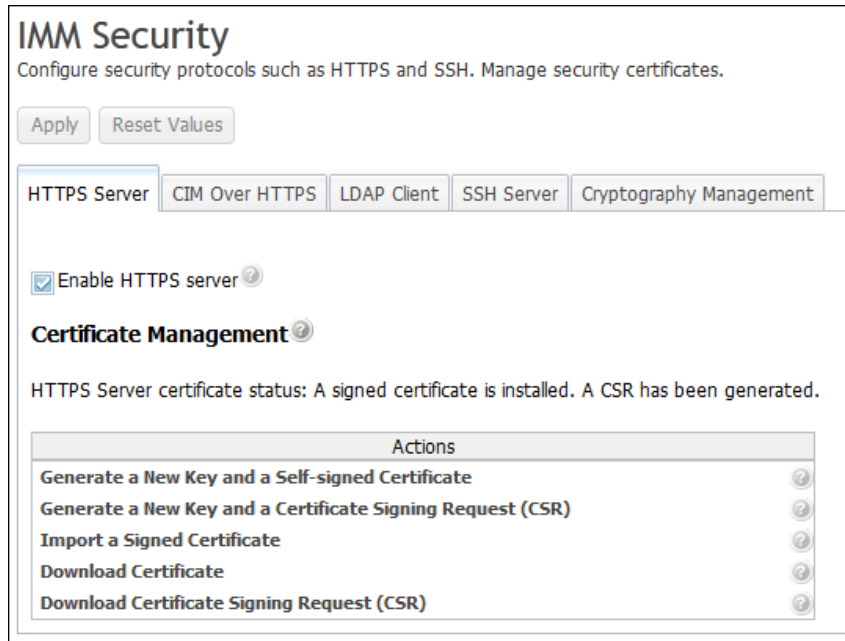 IMM Security
Configure security protocols such as HTTPS and SSH. Manage security certificates.
Apply Reset Values
HTTPS Server CIM Over HTTPS LDAP Client SSH Server Cryptography Management
Enable HTTPS server ?
Certificate Management ?
HTTPS Server certificate status: A signed certificate is installed. A CSR has been generated.
Actions
Generate a New Key and a Self-signed Certificate ?
Generate a New Key and a Certificate Signing Request (CSR) ?
Import a Signed Certificate ?
Download Certificate ?
Download Certificate Signing Request (CSR) ?